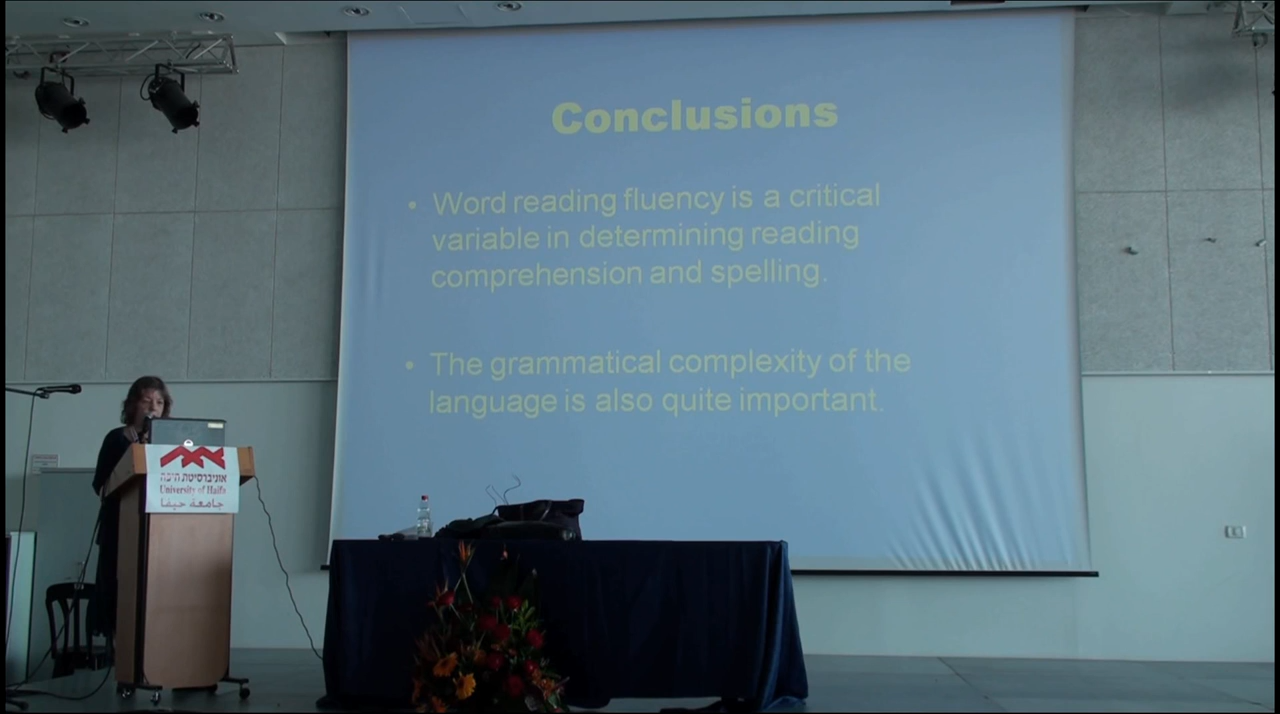 Conclusions
• Word reading fluency is a critical
variable in determining reading
comprehension and spelling.
• The grammatical complexity of the
language is also quite important.
אוניברסיטת חיפה
University of Haifa
جامعة حيفا